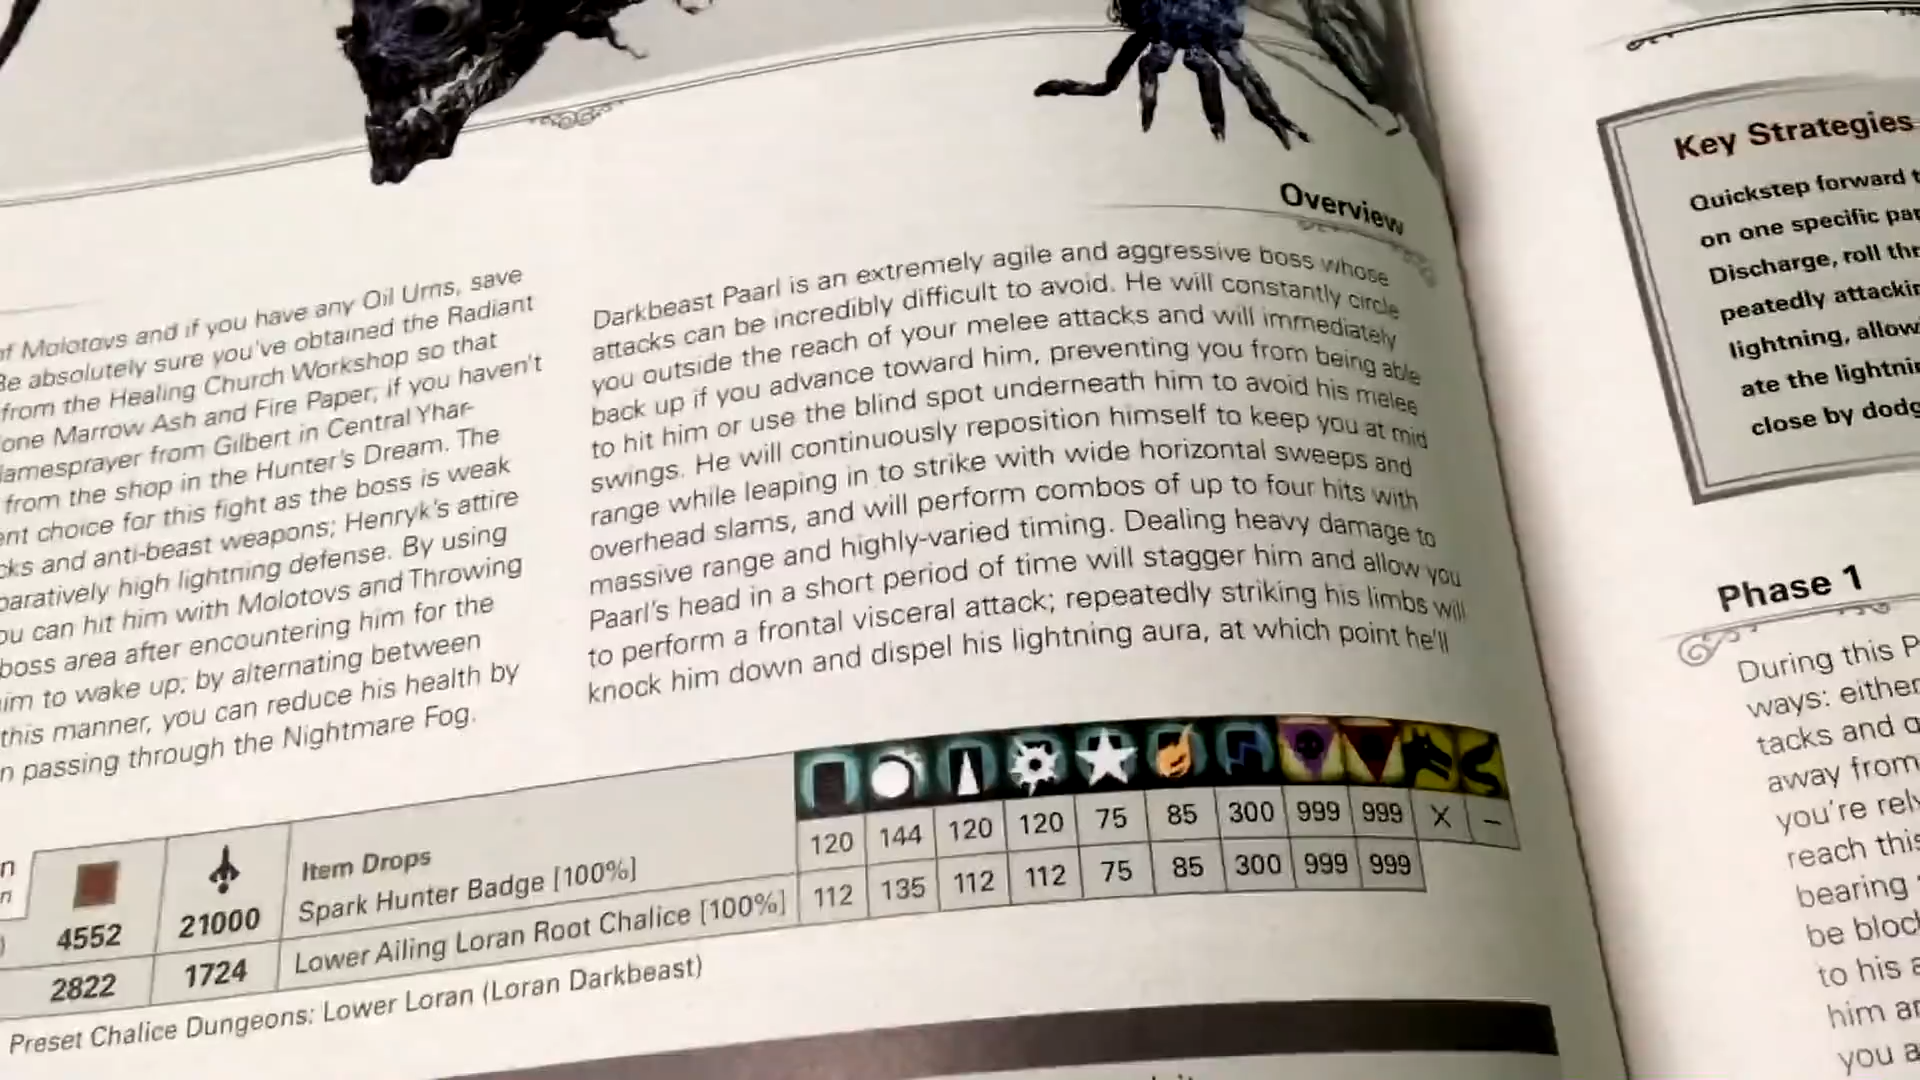 of Molotovs and if you have any Oil Urns, save
Be absolutely sure you've obtained the Radiant
from the Healing Church Workshop so that
one Marrow Ash and Fire Paper; if you haven't
lamesprayer from Gilbert in Central Yhar-
from the shop in the Hunter's Dream. The
ent choice for this fight as the boss is weak
cks and anti-beast weapons; Henryk's attire
paratively high lightning defense. By using
ou can hit him with Molotovs and Throwing
boss area after encountering him for the
im to wake up; by alternating between
this manner, you can reduce his health by
n passing through the Nightmare Fog.
Overview
Darkbeast Paarl is an extremely agile and aggressive boss whose
attacks can be incredibly difficult to avoid. He will constantly circle
you outside the reach of your melee attacks and will immediately
back up if you advance toward him, preventing you from being able
to hit him or use the blind spot underneath him to avoid his melee
swings. He will continuously reposition himself to keep you at mid
range while leaping in to strike with wide horizontal sweeps and
overhead slams, and will perform combos of up to four hits with
massive range and highly-varied timing. Dealing heavy damage to
Paarl's head in a short period of time will stagger him and allow you
to perform a frontal visceral attack; repeatedly striking his limbs will
knock him down and dispel his lightning aura, at which point he'll
Item Drops
4552 21000 Spark Hunter Badge [100%] 120 144 120 120 75 85 300 999 999 X –
2822 1724 Lower Ailing Loran Root Chalice [100%] 112 135 112 112 75 85 300 999 999
Preset Chalice Dungeons: Lower Loran (Loran Darkbeast)
Key Strategies
Quickstep forward t
on one specific par
Discharge, roll thr
peatedly attackin
lightning, allow
ate the lightnin
close by dodg
Phase 1
During this P
ways: either
tacks and a
away from
you're rely
reach this
bearing
be block
to his a
him ar
you a